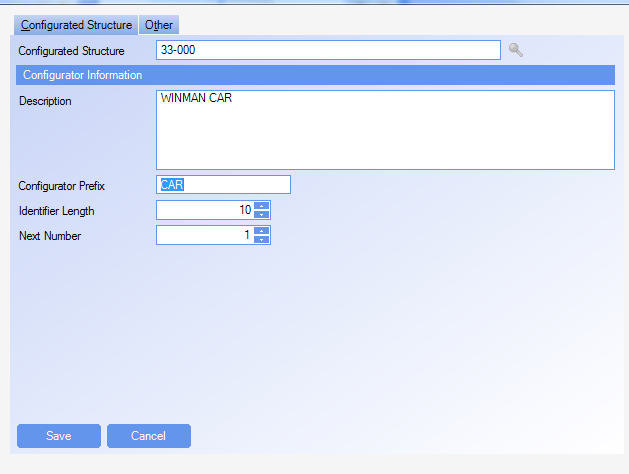 Configurated Structure Other
Configurated Structure 33-000
Configurator Information
Description WINMAN CAR
Configurator Prefix CAR
Identifier Length 10
Next Number 1
Save Cancel